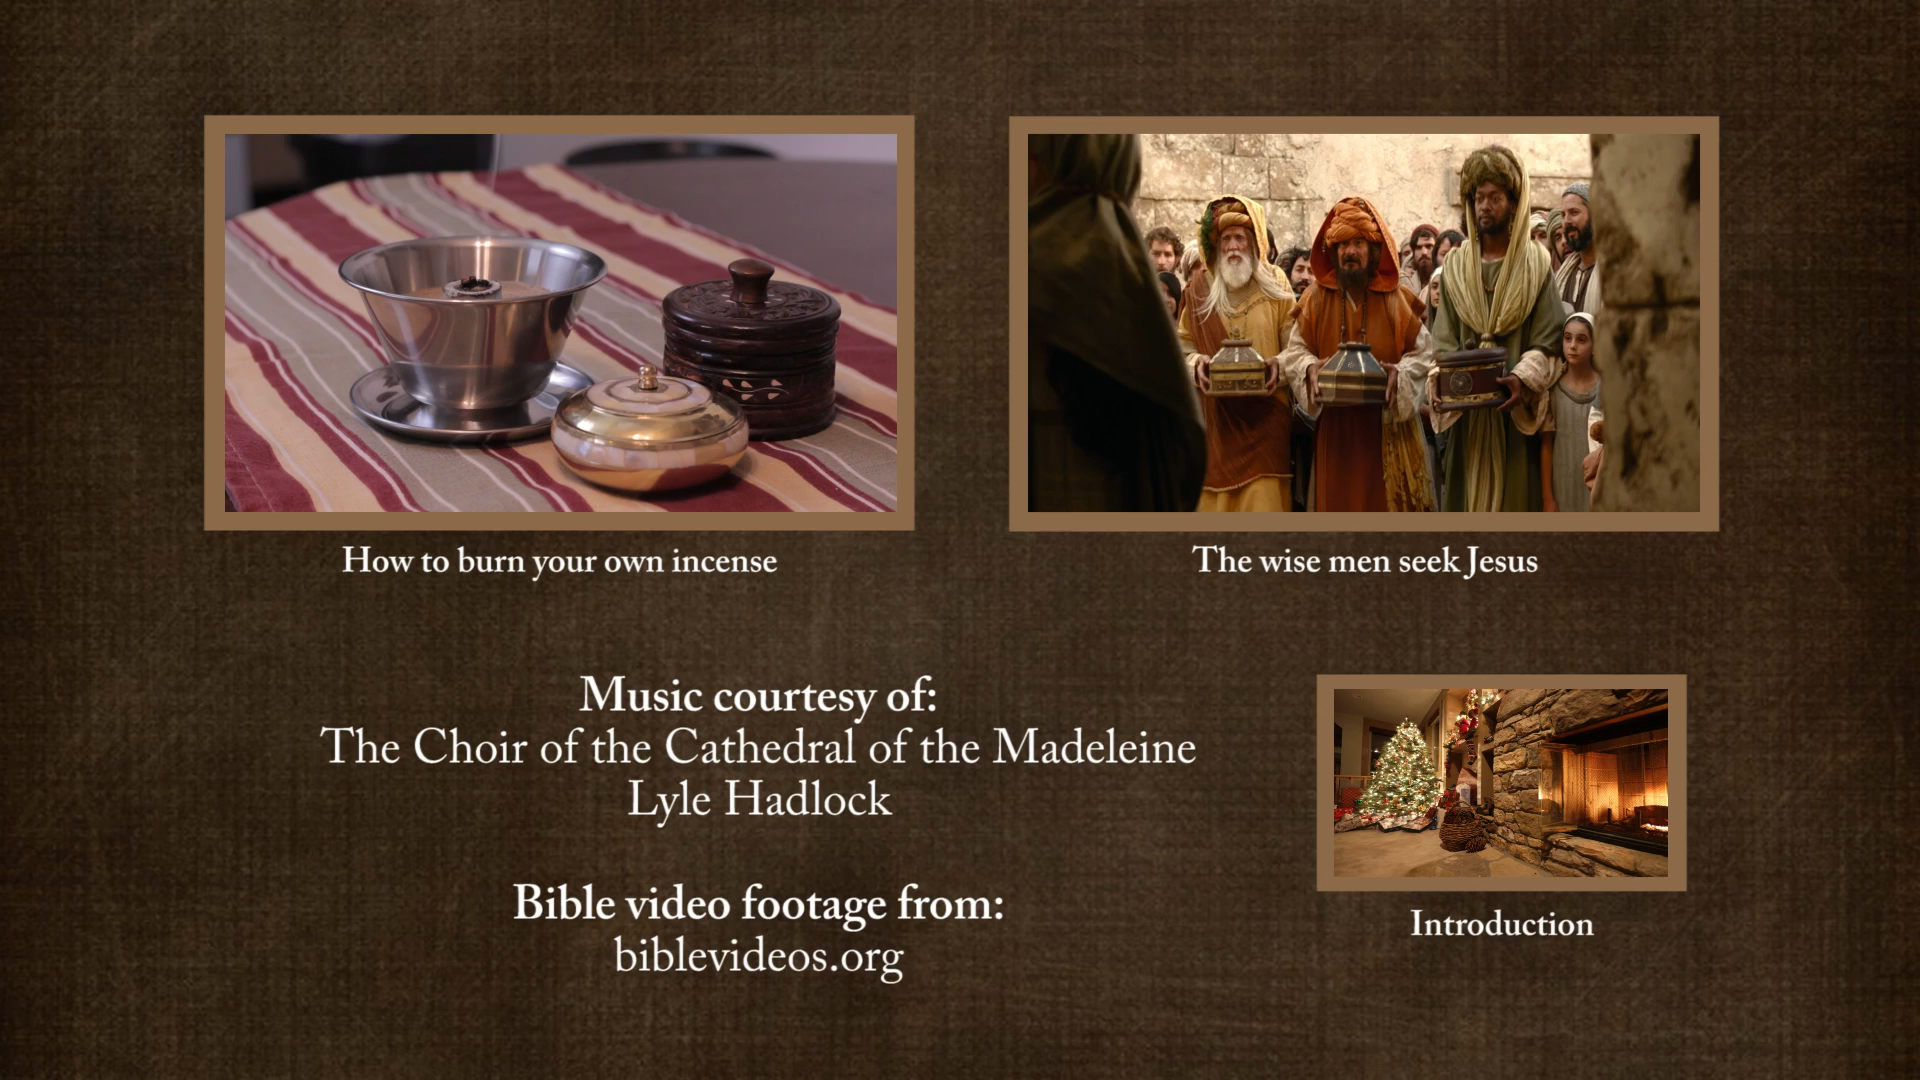 How to burn your own incense
The wise men seek Jesus
Music courtesy of:
The Choir of the Cathedral of the Madeleine
Lyle Hadlock
Bible video footage from:
biblevideos.org
Introduction